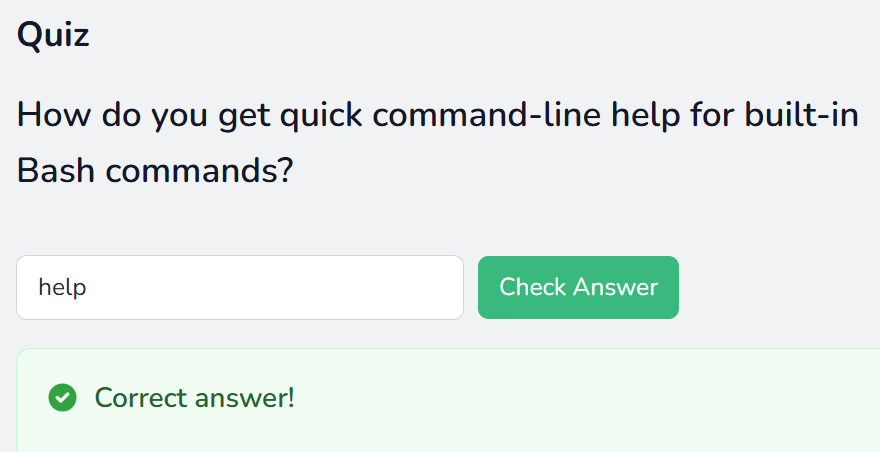 Quiz
How do you get quick command-line help for built-in
Bash commands?
help
Check Answer
Correct answer!